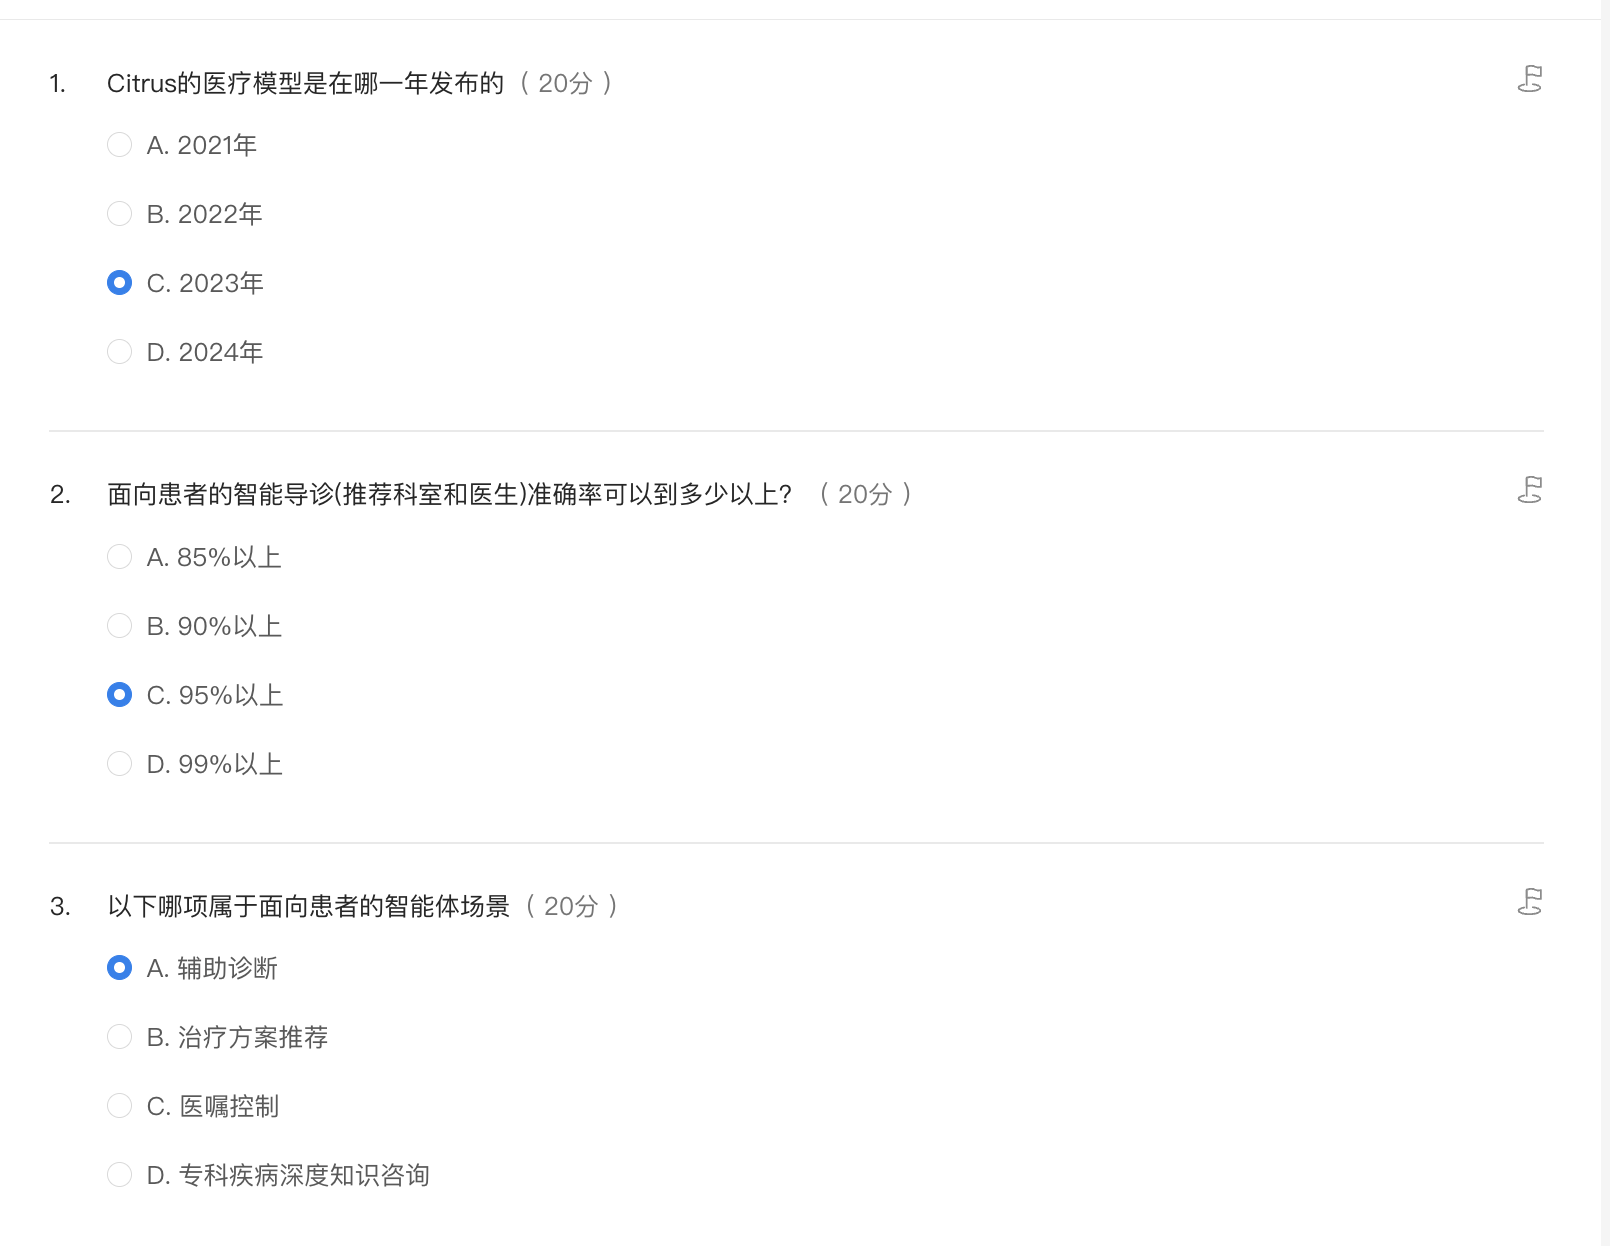 1. Citrus的医疗模型是在哪一年发布的（ 20分 ）
A. 2021年
B. 2022年
C. 2023年
D. 2024年
2. 面向患者的智能导诊(推荐科室和医生)准确率可以到多少以上? （ 20分 ）
A. 85%以上
B. 90%以上
C. 95%以上
D. 99%以上
3. 以下哪项属于面向患者的智能体场景（ 20分 ）
A. 辅助诊断
B. 治疗方案推荐
C. 医嘱控制
D. 专科疾病深度知识咨询